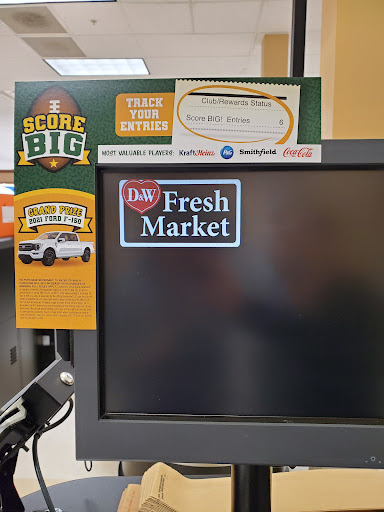 SCORE
BIG
TRACK
YOUR
ENTRIES
Club/Rewards Status
Score BIG! Entries 6
MOST VALUABLE PLAYERS: KraftHeinz P&G Smithfield Coca-Cola
GRAND PRIZE
2021 FORD F-150
D&W Fresh
Market